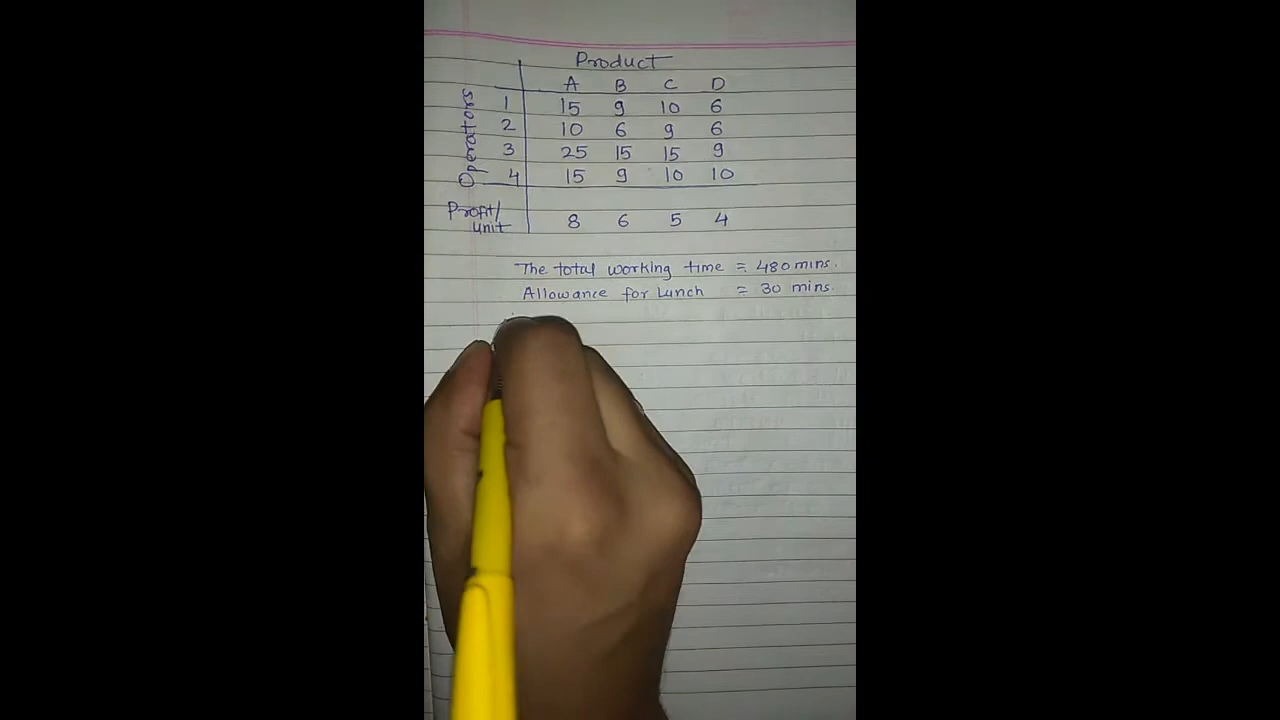 Product
A B C D
Operators
1 15 9 10 6
2 10 6 9 6
3 25 15 15 9
4 15 9 10 10
Profit/
unit 8 6 5 4
The total working time = 480 mins.
Allowance for Lunch = 30 mins.